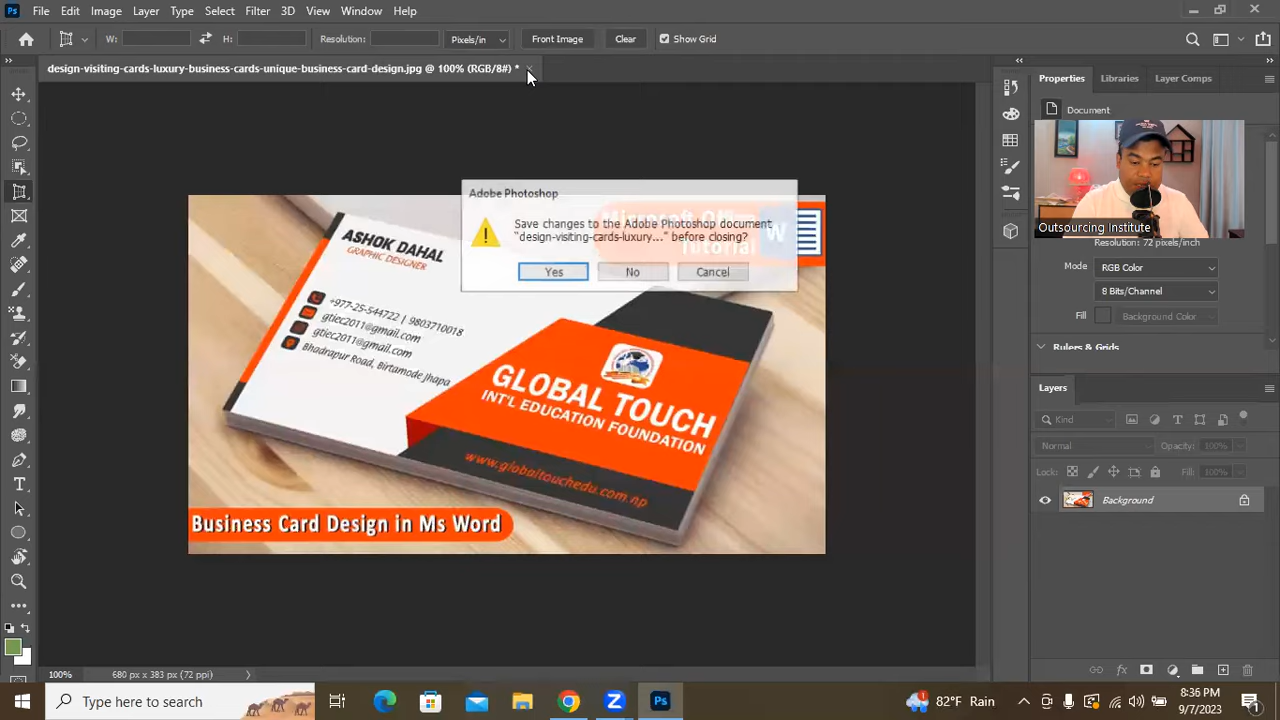 Ps File Edit Image Layer Type Select Filter 3D View Window Help
W: H: Resolution: Pixels/in Front Image Clear Show Grid
design-visiting-cards-luxury-business-cards-unique-business-card-design.jpg @ 100% (RGB/8#) *
Adobe Photoshop
Save changes to the Adobe Photoshop document
"design-visiting-cards-luxury..." before closing?
Yes No Cancel
Microsoft Office
Tutorial
W
ASHOK DAHAL
GRAPHIC DESIGNER
+977-25-544722 | 9803710018
gtiec2011@gmail.com
gtiec2011@gmail.com
Bhadrapur Road, Birtamode Jhapa
GLOBAL TOUCH
INT'L EDUCATION FOUNDATION
www.globaltouchedu.com.np
Business Card Design in Ms Word
Properties Libraries Layer Comps
Document
Outsourcing Institute
Resolution: 72 pixels/inch
Mode RGB Color
8 Bits/Channel
Fill Background Color
Rulers & Grids
Layers
Kind
Normal Opacity: 100%
Lock: Fill: 100%
Background
100% 680 px x 383 px (72 ppi)
Type here to search
Ps
82°F Rain
8:36 PM
9/7/2023